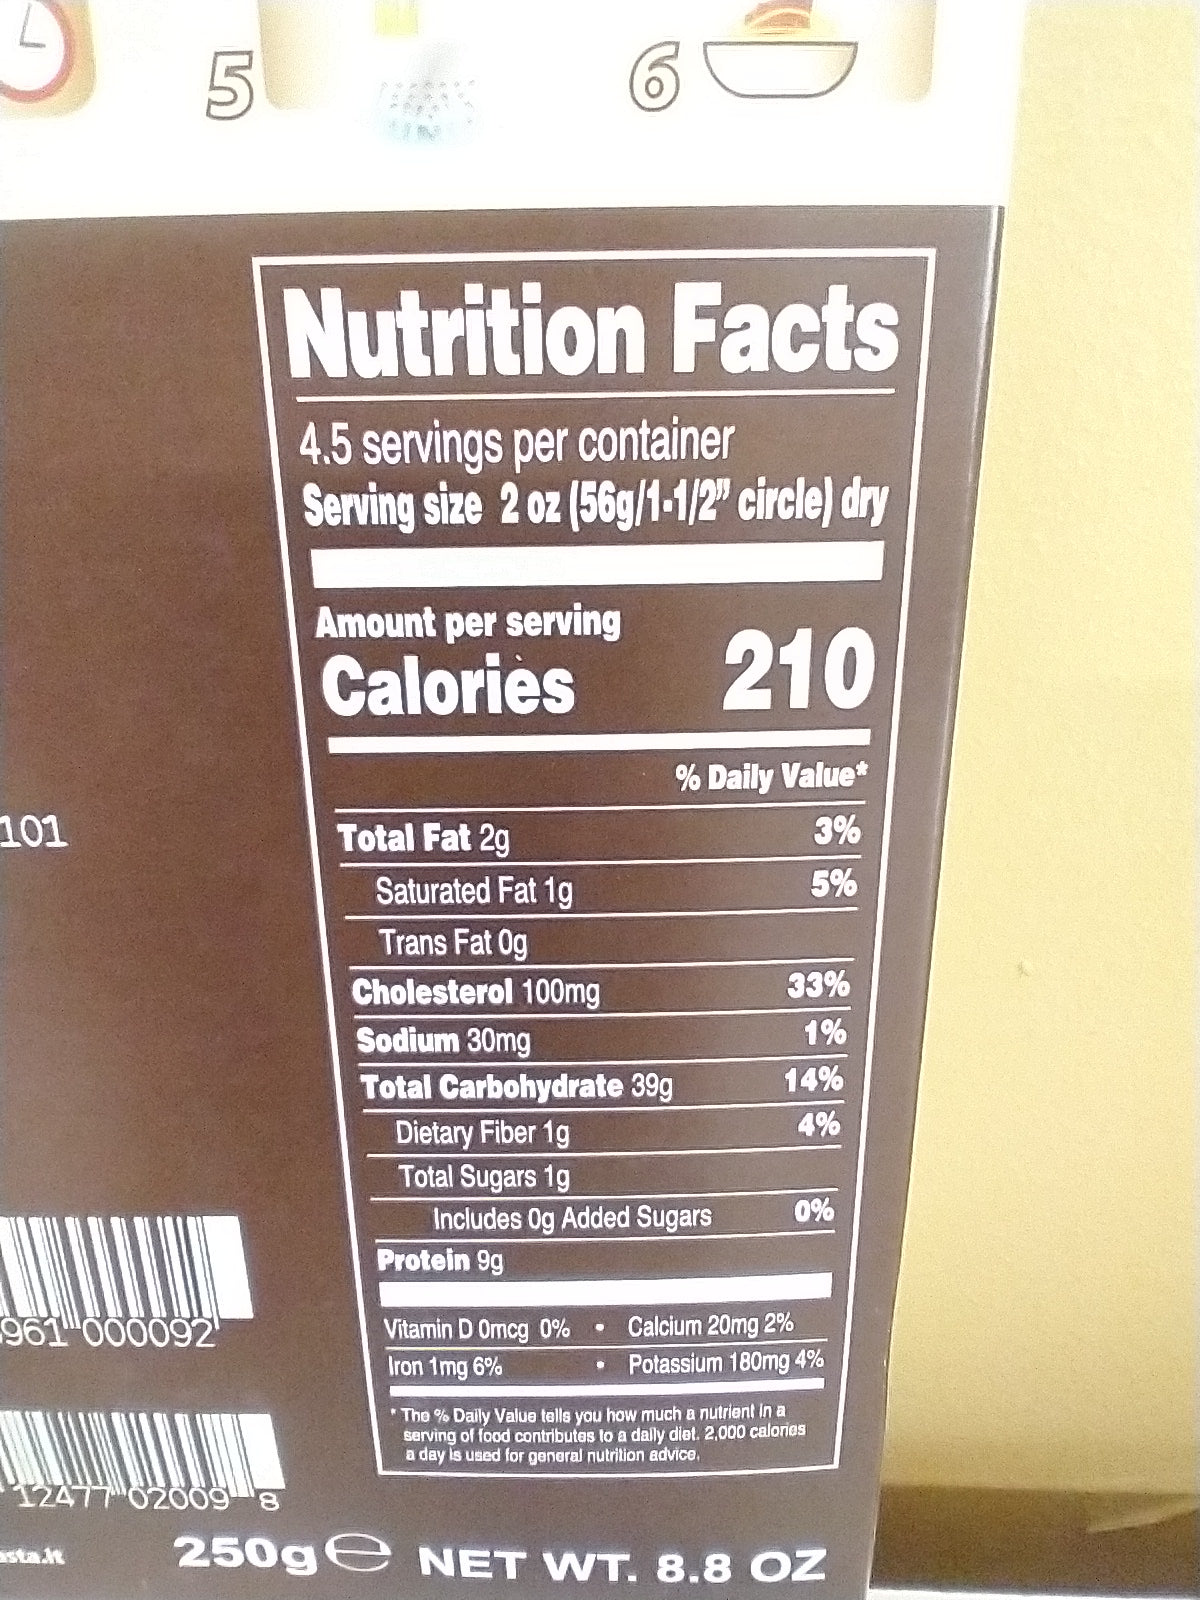 5
6
Nutrition Facts
4.5 servings per container
Serving size 2 oz (56g/1-1/2” circle) dry
Amount per serving
Calories 210
% Daily Value*
Total Fat 2g 3%
Saturated Fat 1g 5%
Trans Fat 0g
Cholesterol 100mg 33%
Sodium 30mg 1%
Total Carbohydrate 39g 14%
Dietary Fiber 1g 4%
Total Sugars 1g
Includes 0g Added Sugars 0%
Protein 9g
Vitamin D 0mcg 0% • Calcium 20mg 2%
Iron 1mg 6% • Potassium 180mg 4%
* The % Daily Value tells you how much a nutrient in a
serving of food contributes to a daily diet. 2,000 calories
a day is used for general nutrition advice.
101
961 000092
12477 02009 8
asta.it
250g e NET WT. 8.8 OZ